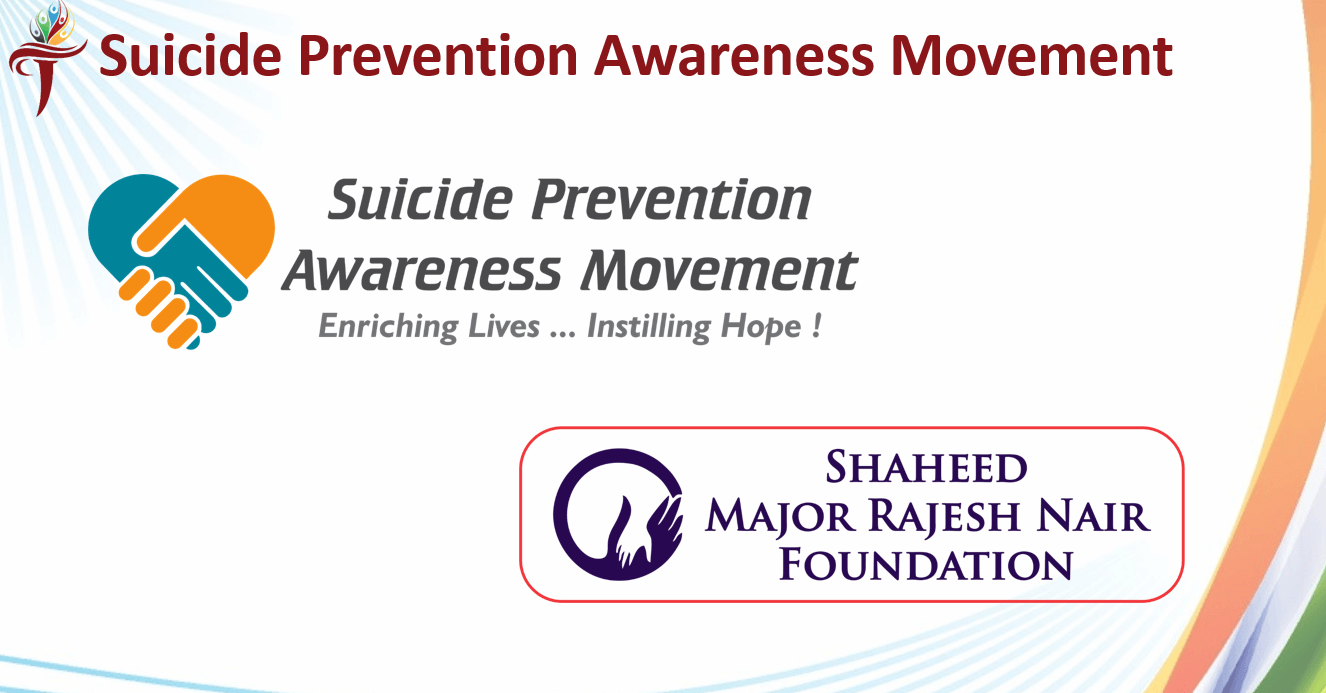 Suicide Prevention Awareness Movement
Suicide Prevention
Awareness Movement
Enriching Lives ... Instilling Hope !
SHAHEED
MAJOR RAJESH NAIR
FOUNDATION